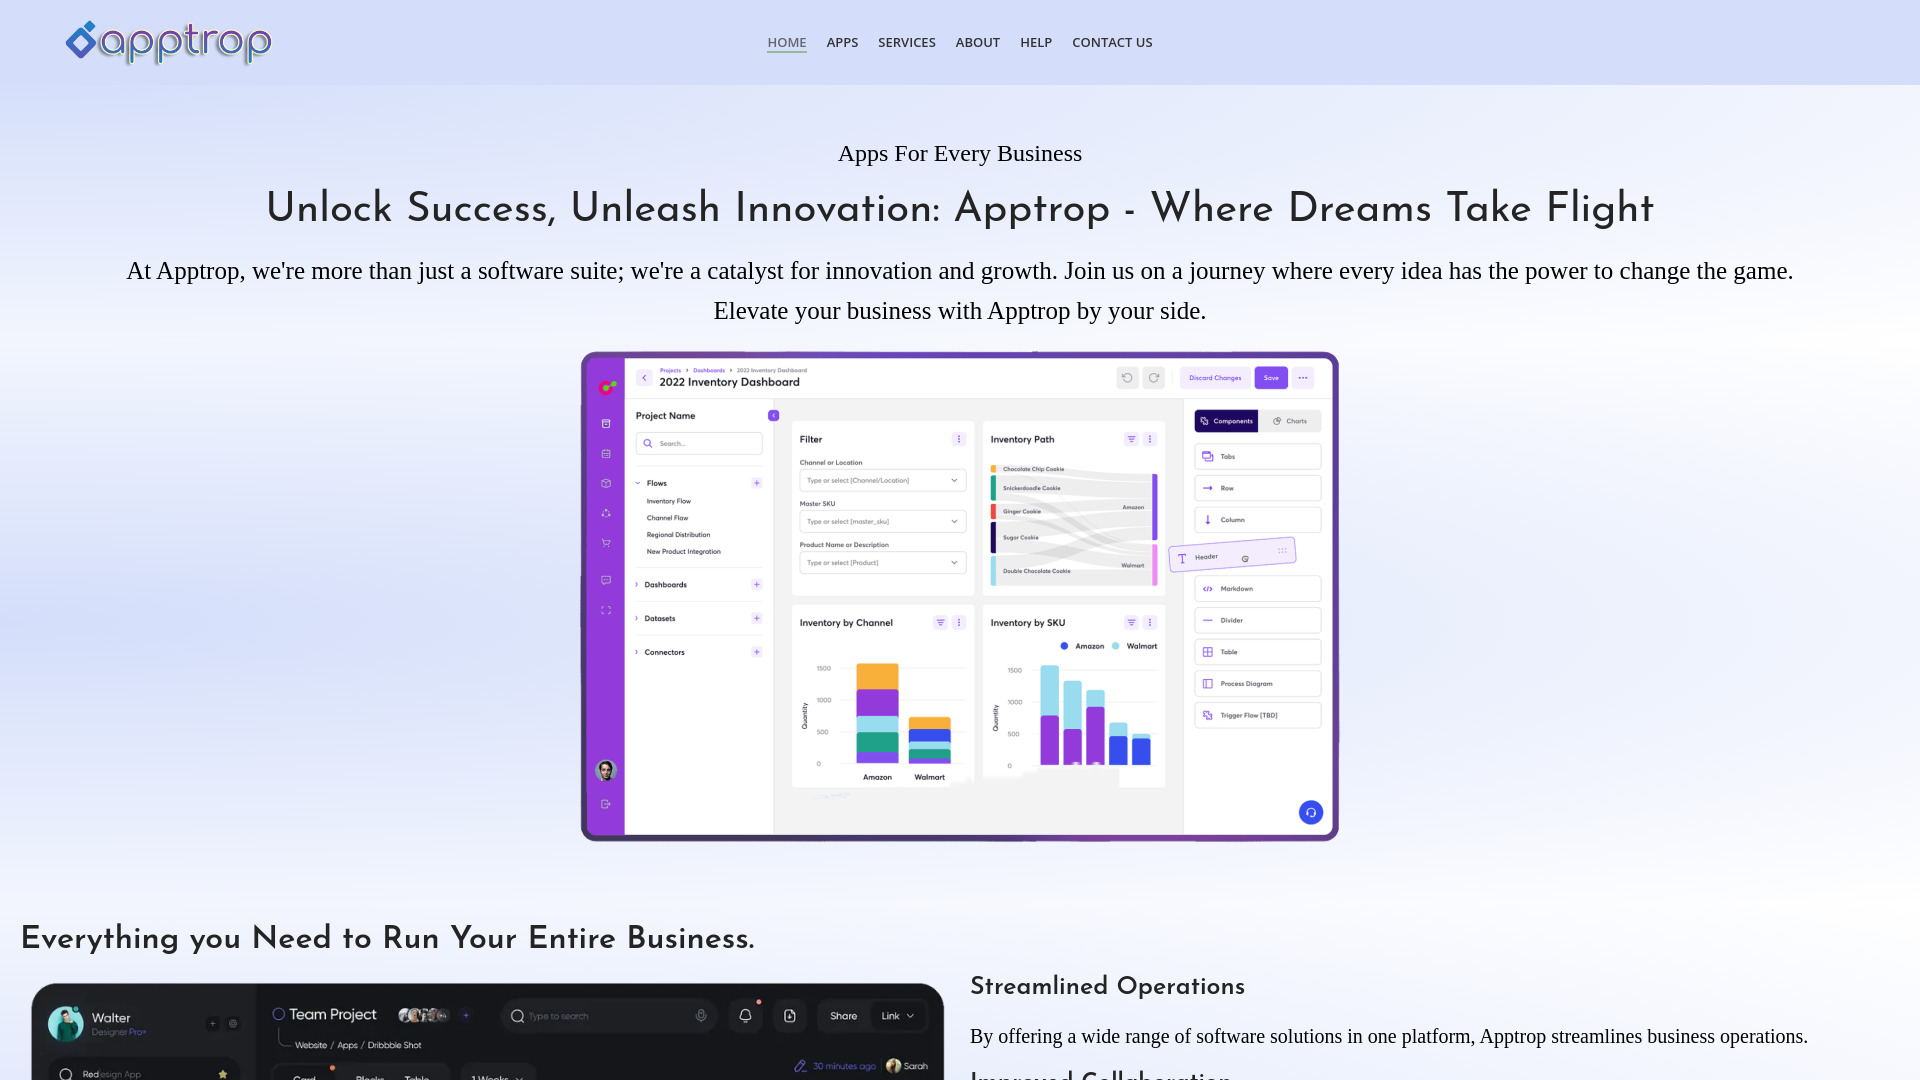 apptrop
HOME APPS SERVICES ABOUT HELP CONTACT US
Apps For Every Business
Unlock Success, Unleash Innovation: Apptrop - Where Dreams Take Flight
At Apptrop, we're more than just a software suite; we're a catalyst for innovation and growth. Join us on a journey where every idea has the power to change the game.
Elevate your business with Apptrop by your side.
Projects > Dashboards > 2022 Inventory Dashboard
2022 Inventory Dashboard
Discard Changes Save
Project Name
Search...
Flows
Inventory Flow
Channel Flow
Regional Distribution
New Product Integration
Dashboards
Datasets
Connectors
Filter
Channel or Location
Type or select [Channel/Location]
Master SKU
Type or select [master_sku]
Product Name or Description
Type or select [Product]
Inventory Path
Chocolate Chip Cookie
Snickerdoodle Cookie
Ginger Cookie
Sugar Cookie
Double Chocolate Cookie
Amazon
Walmart
Inventory by Channel
1500
1000
500
0
Quantity
Amazon Walmart
Inventory by SKU
Amazon Walmart
1500
1000
500
0
Quantity
Components Charts
Tabs
Row
Column
Header
Markdown
Divider
Table
Process Diagram
Trigger Flow [TBD]
Everything you Need to Run Your Entire Business.
Walter
Designer Pro+
Redesign App
Team Project
Website / Apps / Dribbble Shot
Type to search
Share Link
30 minutes ago Sarah
Card Blocks Table 1 Weeks
Streamlined Operations
By offering a wide range of software solutions in one platform, Apptrop streamlines business operations.
Improved Collaboration